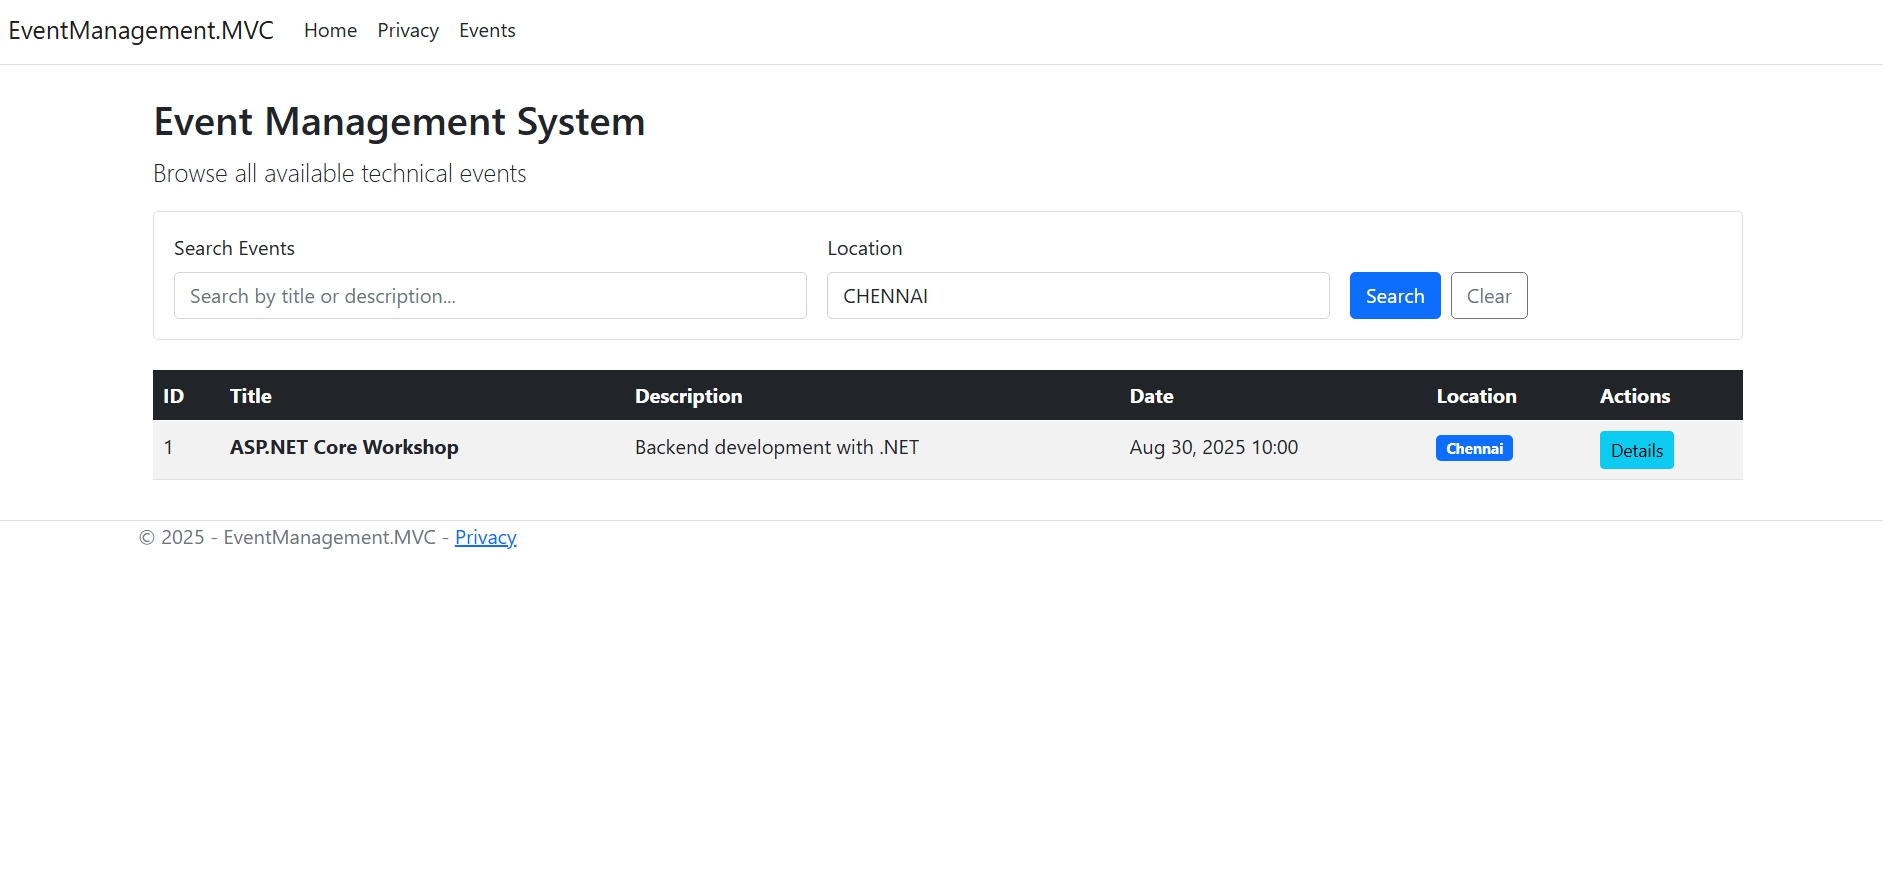 EventManagement.MVC Home Privacy Events
Event Management System
Browse all available technical events
Search Events Location
Search by title or description... CHENNAI Search Clear
ID Title Description Date Location Actions
1 ASP.NET Core Workshop Backend development with .NET Aug 30, 2025 10:00 Chennai Details
© 2025 - EventManagement.MVC - Privacy